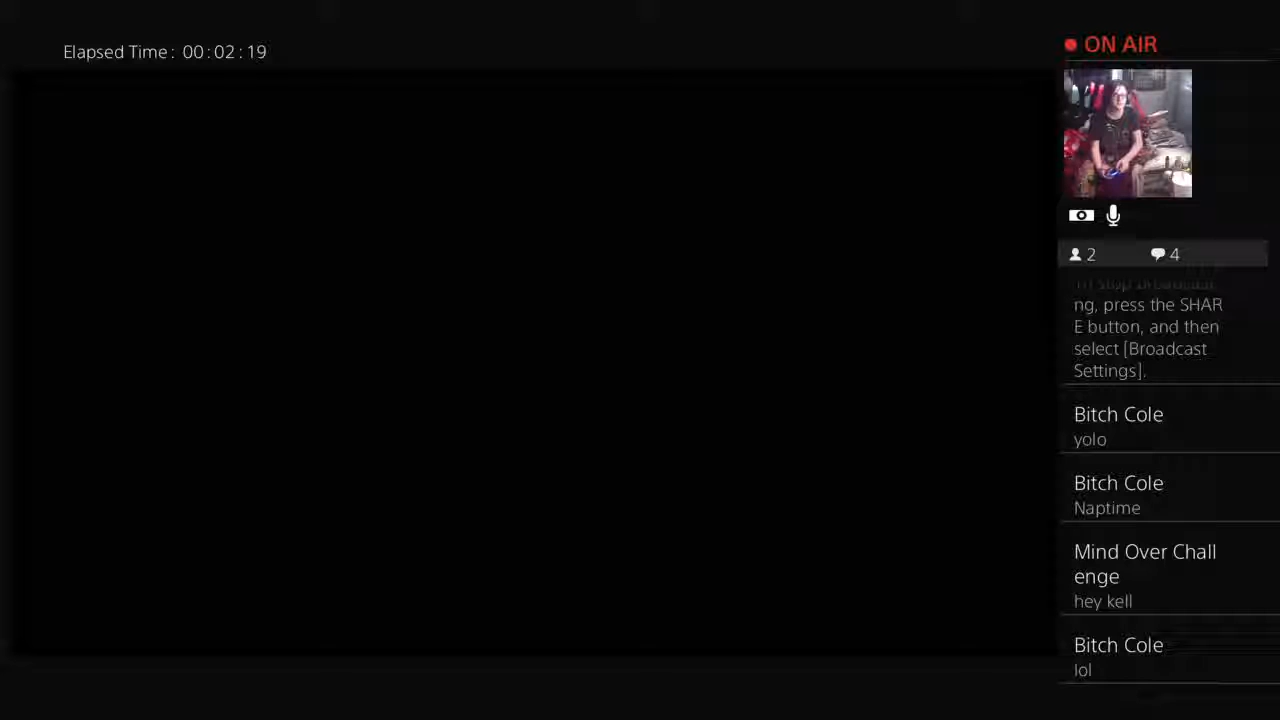 Elapsed Time: 00:02:19
ON AIR
2 4
ng, press the SHAR
E button, and then
select [Broadcast
Settings].
Bitch Cole
yolo
Bitch Cole
Naptime
Mind Over Chall
enge
hey kell
Bitch Cole
lol